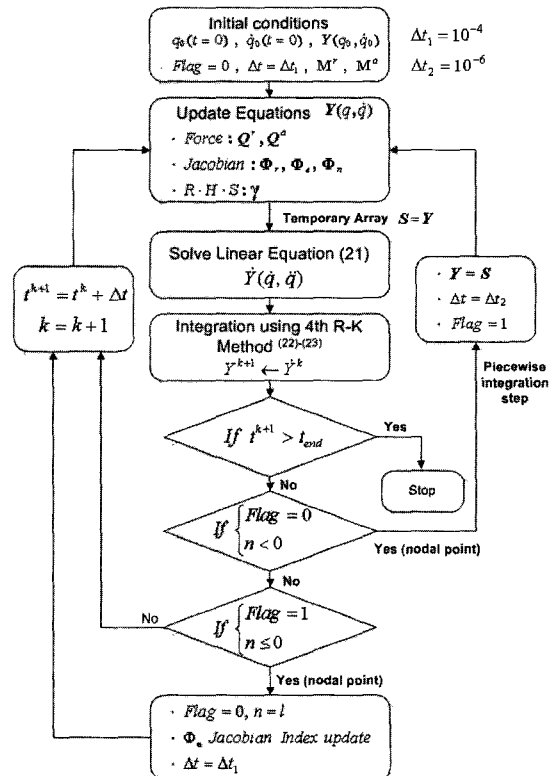 Initial conditions
q₀(t = 0) , q̇₀(t = 0) , Y(q₀, q̇₀)
Flag = 0 , Δt = Δt₁ , Mʳ , Mᵃ
Δt₁ = 10⁻⁴
Δt₂ = 10⁻⁶
Update Equations Y(q, q̇)
· Force : Qʳ , Qᵃ
· Jacobian : Φᵣ , Φₑ , Φₙ
· R · H · S : γ
Temporary Array S = Y
Solve Linear Equation (21)
Ẏ(q̇, q̈)
tᵏ⁺¹ = tᵏ + Δt
k = k + 1
· Y = S
· Δt = Δt₂
· Flag = 1
Integration using 4th R-K
Method (22)-(23)
Yᵏ⁺¹ ← Ẏᵏ
Piecewise
integration
step
If tᵏ⁺¹ > t_end
Yes
Stop
No
If { Flag = 0
n < 0
Yes (nodal point)
No
If { Flag = 1
n ≤ 0
No
Yes (nodal point)
· Flag = 0, n = l
· Φₙ Jacobian Index update
· Δt = Δt₁